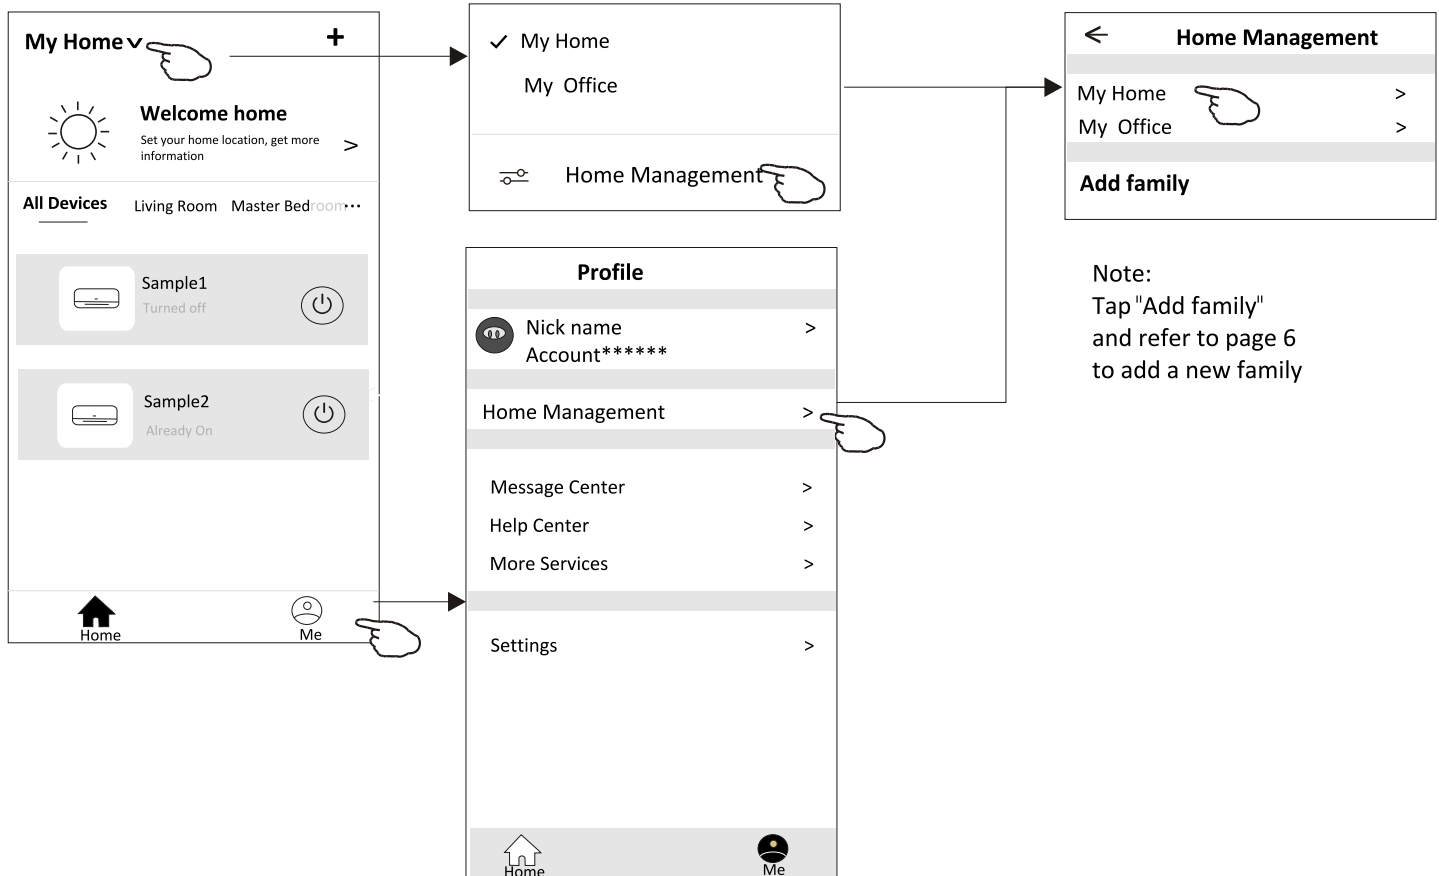 My Home
+
Welcome home
Set your home location, get more
information
>
All Devices
Living Room
Master Bedroom
...
Sample1
Turned off
Sample2
Already On
Home
Me
✓ My Home
My Office
Home Management
Profile
Nick name >
Account******
Home Management >
Message Center >
Help Center >
More Services >
Settings >
Home
Me
Home Management
My Home >
My Office >
Add family
Note:
Tap "Add family"
and refer to page 6
to add a new family